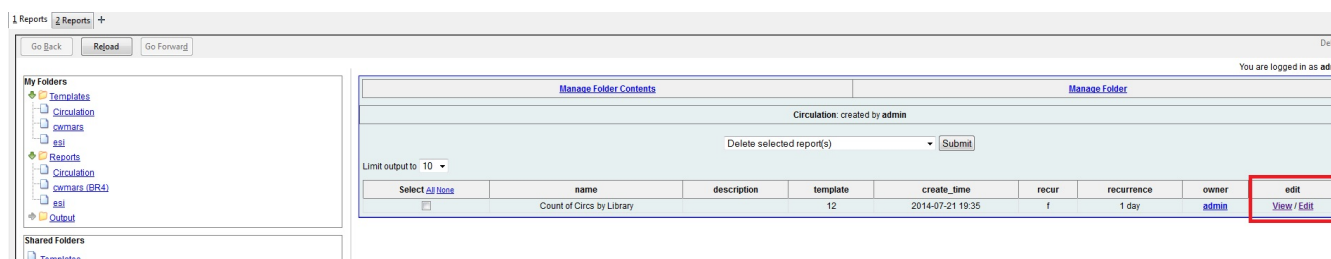 1 Reports 2 Reports +
Go Back Reload Go Forward
You are logged in as
My Folders
Templates
Circulation
cwmars
esi
Reports
Circulation
cwmars (BR4)
esi
Output
Shared Folders
Templates
Manage Folder Contents Manage Folder
Circulation: created by admin
Delete selected report(s) Submit
Limit output to 10
Select All None name description template create_time recur recurrence owner edit
Count of Circs by Library 12 2014-07-21 19:35 f 1 day admin View / Edit